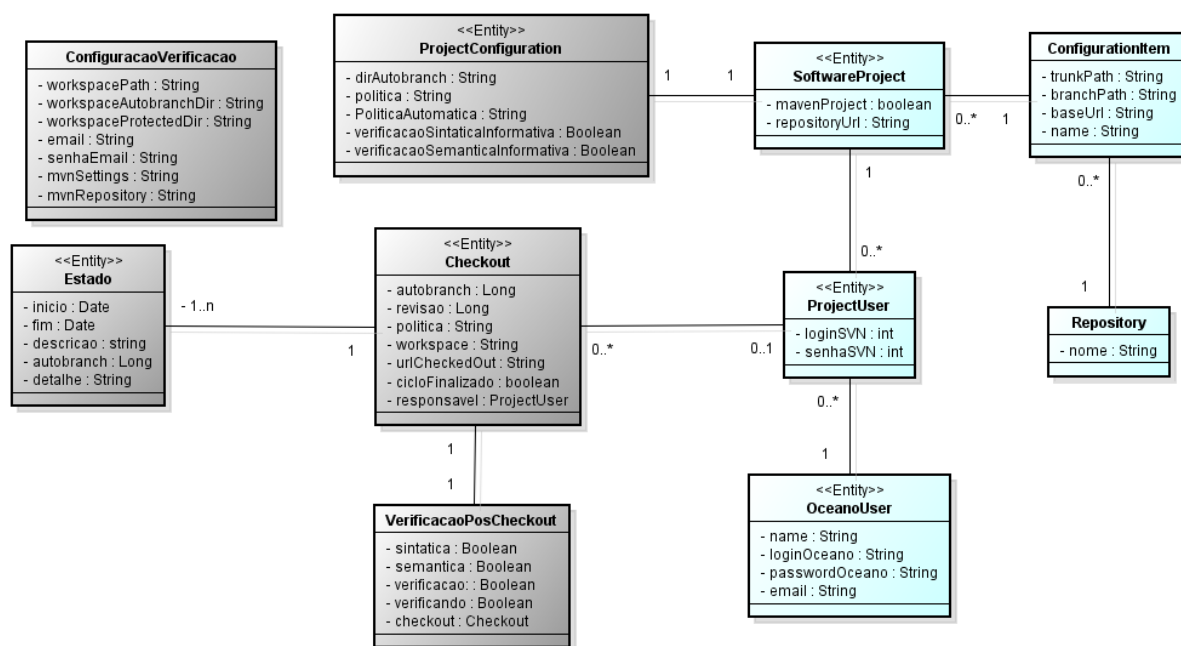 ConfiguracaoVerificacao
- workspacePath : String
- workspaceAutobranchDir : String
- workspaceProtectedDir : String
- email : String
- senhaEmail : String
- mvnSettings : String
- mvnRepository : String
<<Entity>>
ProjectConfiguration
- dirAutobranch : String
- politica : String
- PoliticaAutomatica : String
- verificacaoSintaticaInformativa : Boolean
- verificacaoSemanticaInformativa : Boolean
1
1
<<Entity>>
SoftwareProject
- mavenProject : boolean
- repositoryUrl : String
0..*
1
ConfigurationItem
- trunkPath : String
- branchPath : String
- baseUrl : String
- name : String
1
0..*
0..*
1
<<Entity>>
Estado
- inicio : Date
- fim : Date
- descricao : string
- autobranch : Long
- detalhe : String
- 1..n
1
<<Entity>>
Checkout
- autobranch : Long
- revisao : Long
- politica : String
- workspace : String
- urlCheckedOut : String
- cicloFinalizado : boolean
- responsavel : ProjectUser
0..*
0..1
<<Entity>>
ProjectUser
- loginSVN : int
- senhaSVN : int
Repository
- nome : String
0..*
1
1
1
VerificacaoPosCheckout
- sintatica : Boolean
- semantica : Boolean
- verificacao: : Boolean
- verificando : Boolean
- checkout : Checkout
<<Entity>>
OceanoUser
- name : String
- loginOceano : String
- passwordOceano : String
- email : String